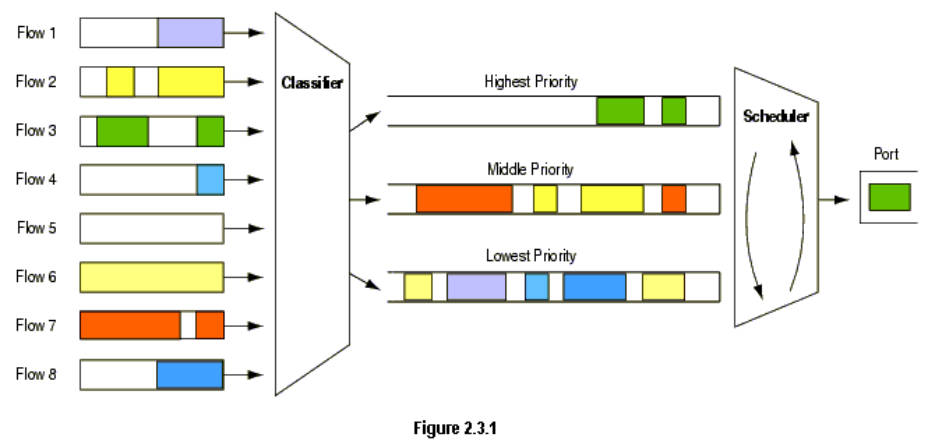 Flow 1
Flow 2
Flow 3
Flow 4
Flow 5
Flow 6
Flow 7
Flow 8
Classifier
Highest Priority
Middle Priority
Lowest Priority
Scheduler
Port
Figure 2.3.1